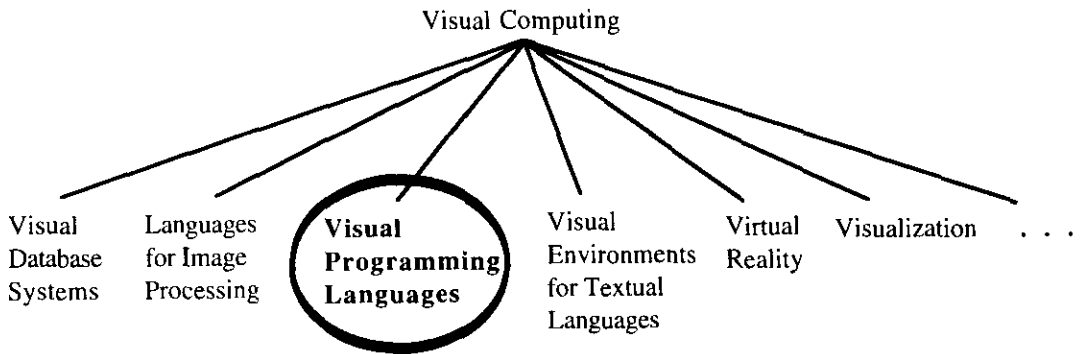 Visual Computing
Visual
Database
Systems
Languages
for Image
Processing
Visual
Programming
Languages
Visual
Environments
for Textual
Languages
Virtual
Reality
Visualization
. . .